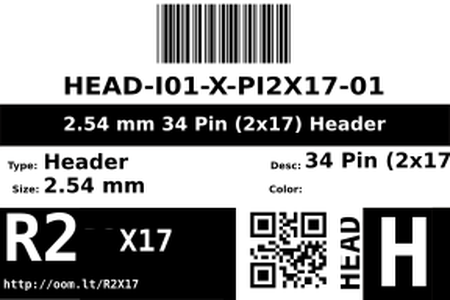 HEAD-I01-X-PI2X17-01
2.54 mm 34 Pin (2x17) Header
Type: Header
Desc: 34 Pin (2x17
Size: 2.54 mm
Color:
R2 X17
HEAD
H
http://oom.lt/R2X17